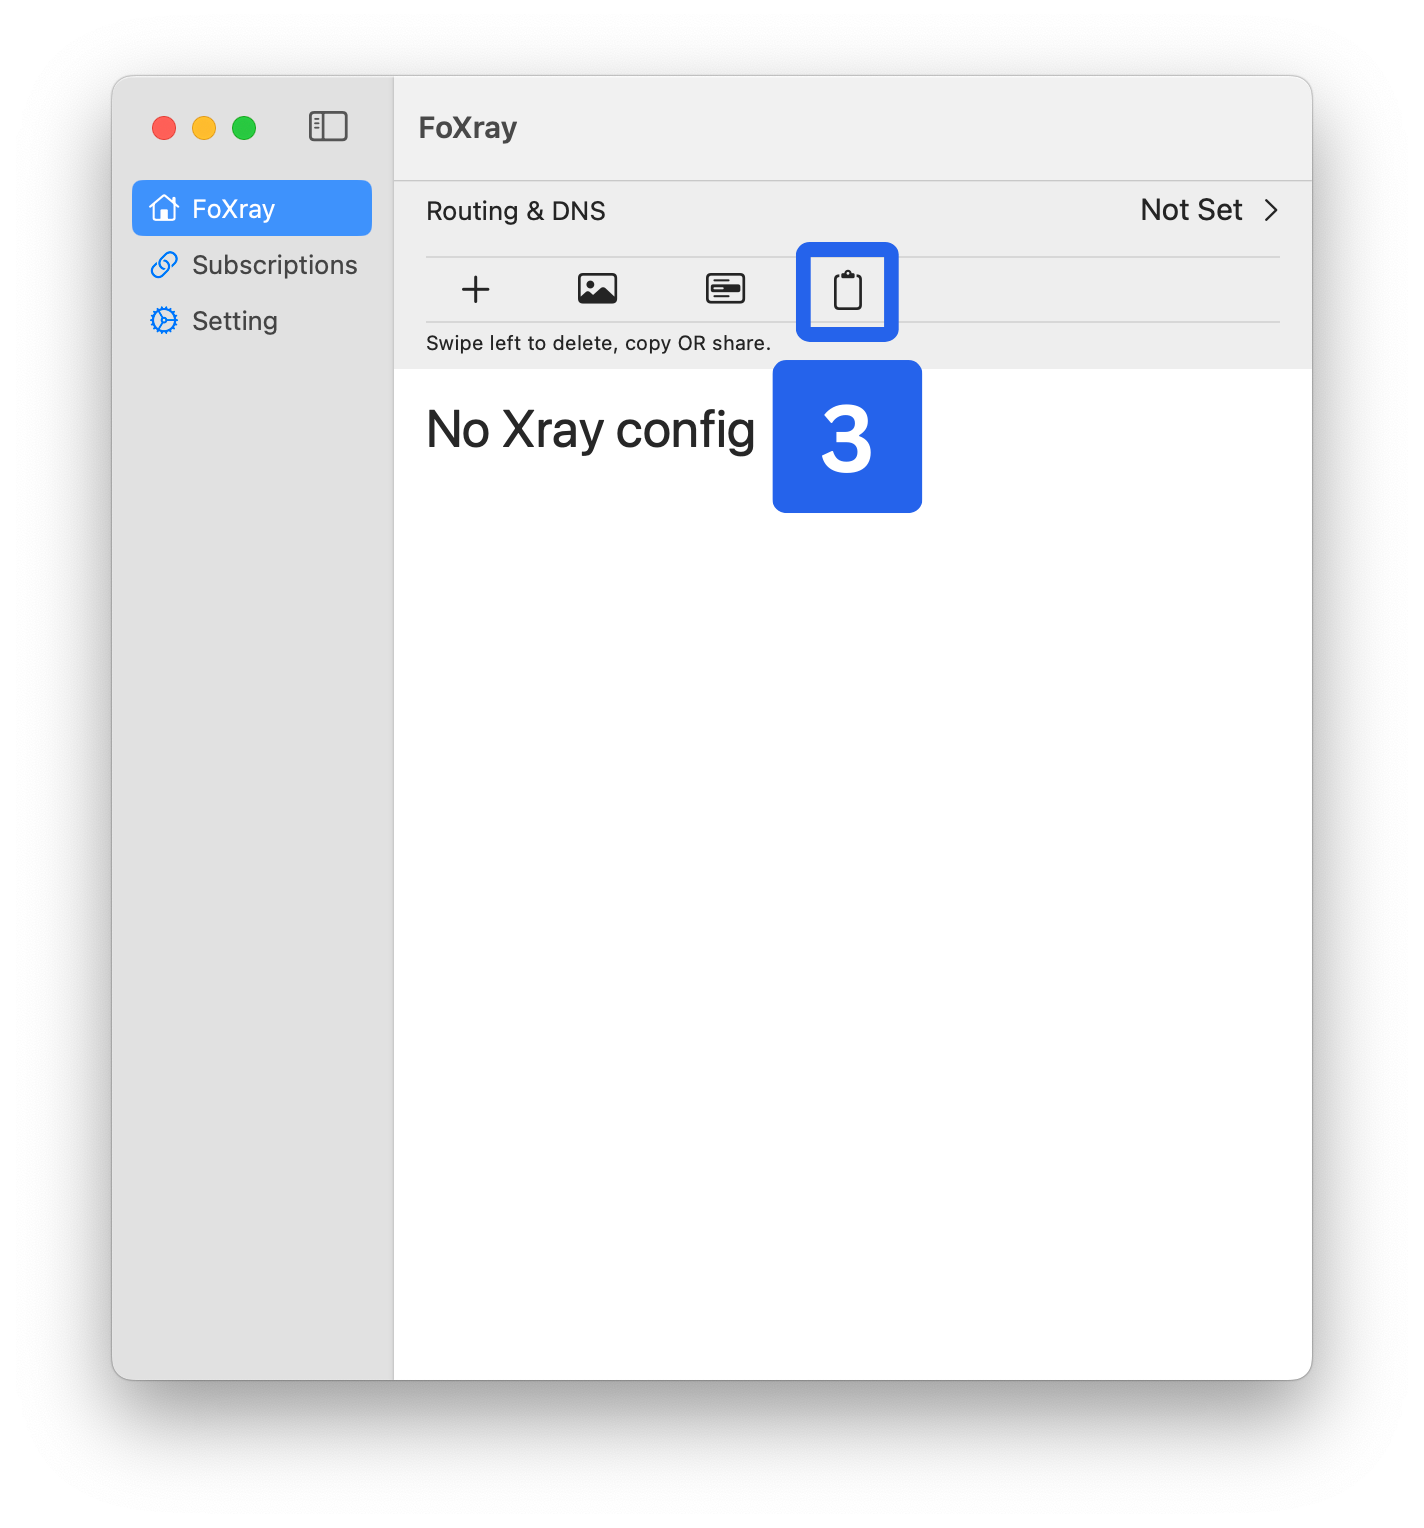 FoXray
FoXray
Subscriptions
Setting
Routing & DNS
Not Set
Swipe left to delete, copy OR share.
No Xray config
3